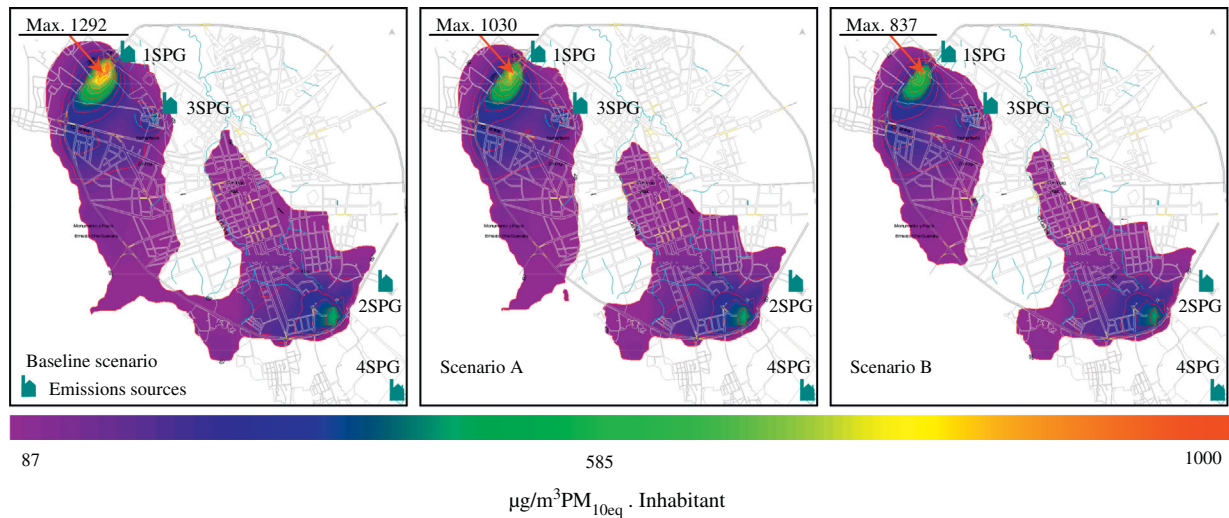 Max. 1292
1SPG
3SPG
2SPG
4SPG
Baseline scenario
Emissions sources
Max. 1030
1SPG
3SPG
2SPG
4SPG
Scenario A
Max. 837
1SPG
3SPG
2SPG
4SPG
Scenario B
87
585
1000
µg/m³PM₁₀eq . Inhabitant